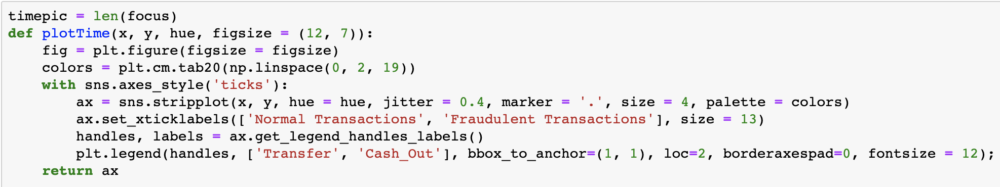 timepic = len(focus)
def plotTime(x, y, hue, figsize = (12, 7)):
    fig = plt.figure(figsize = figsize)
    colors = plt.cm.tab20(np.linspace(0, 2, 19))
    with sns.axes_style('ticks'):
        ax = sns.stripplot(x, y, hue = hue, jitter = 0.4, marker = '.', size = 4, palette = colors)
        ax.set_xticklabels(['Normal Transactions', 'Fraudulent Transactions'], size = 13)
        handles, labels = ax.get_legend_handles_labels()
        plt.legend(handles, ['Transfer', 'Cash_Out'], bbox_to_anchor=(1, 1), loc=2, borderaxespad=0, fontsize = 12);
    return ax